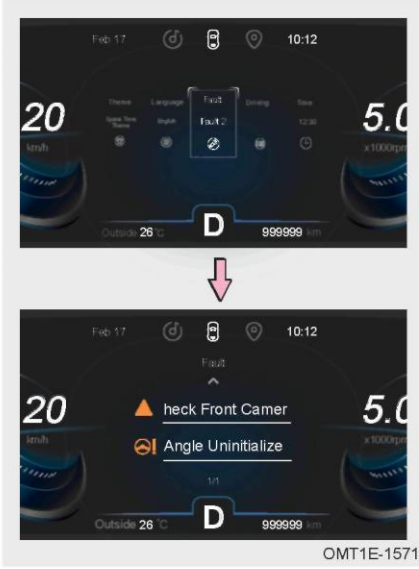 Feb 17 10:12
Theme Language Fault Driving Time
Fault 2
English 12:30
20 5.0
km/h x1000rpm
D
Outside 26 °C 999999 km
Feb 17 10:12
Fault
heck Front Camer
20 5.0
km/h x1000rpm
Angle Uninitialize
1/1
D
Outside 26 °C 999999 km
OMT1E-1571